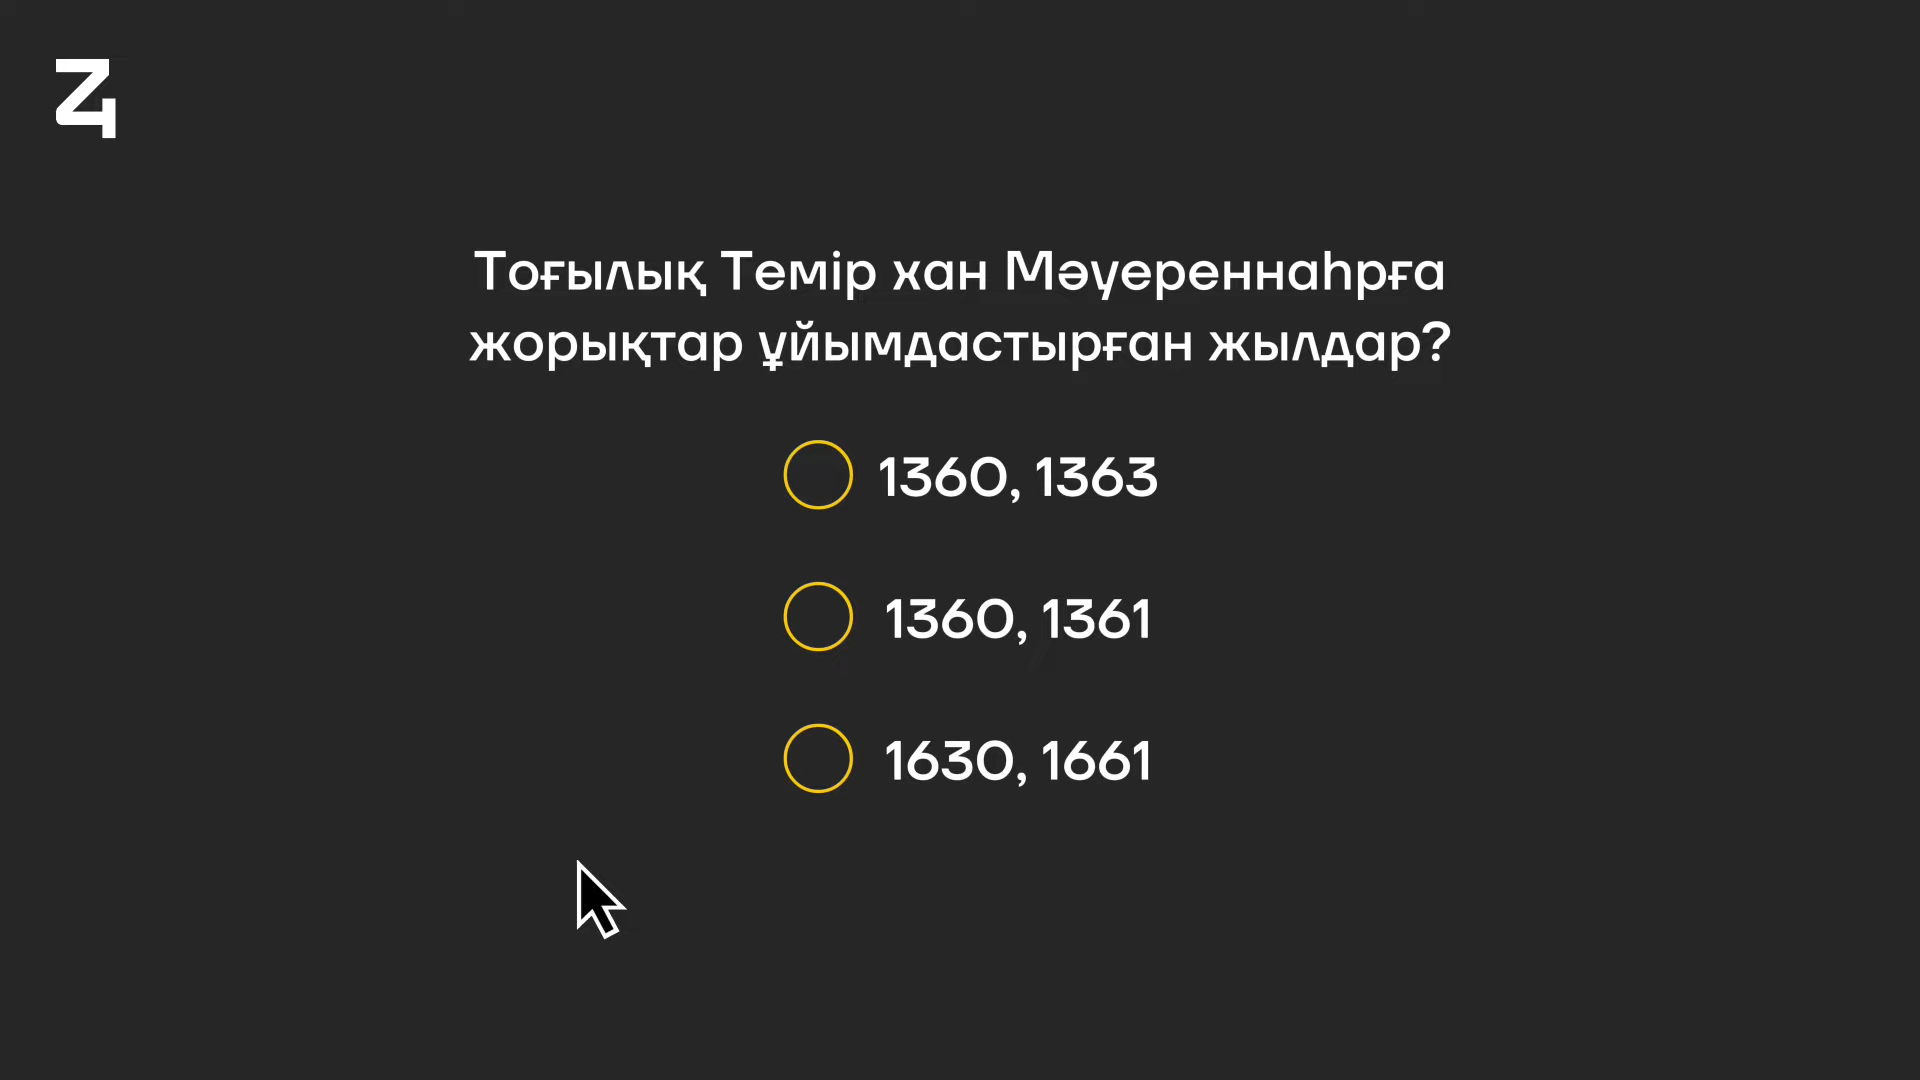 Тоғылық Темір хан Мәуереннаһрға
жорықтар ұйымдастырған жылдар?
1360, 1363
1360, 1361
1630, 1661